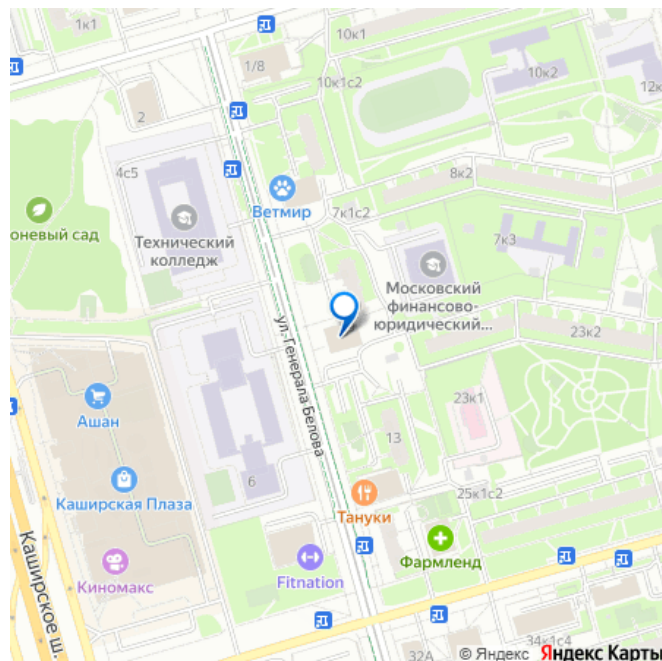 1к1
1/8
10к1
10к1с2
10к2
12к
2
4с5
8к2
Ветмир
7к1с2
оневый сад
Технический
колледж
7к3
Московский
финансово-
юридический...
23к2
ул. Генерала Белова
Ашан
23к1
13
Каширская Плаза
6
25к1с2
Тануки
Каширское ш.
Киномакс
Fitnation
Фармленд
32А
34к1с4
© Яндекс Яндекс Карты